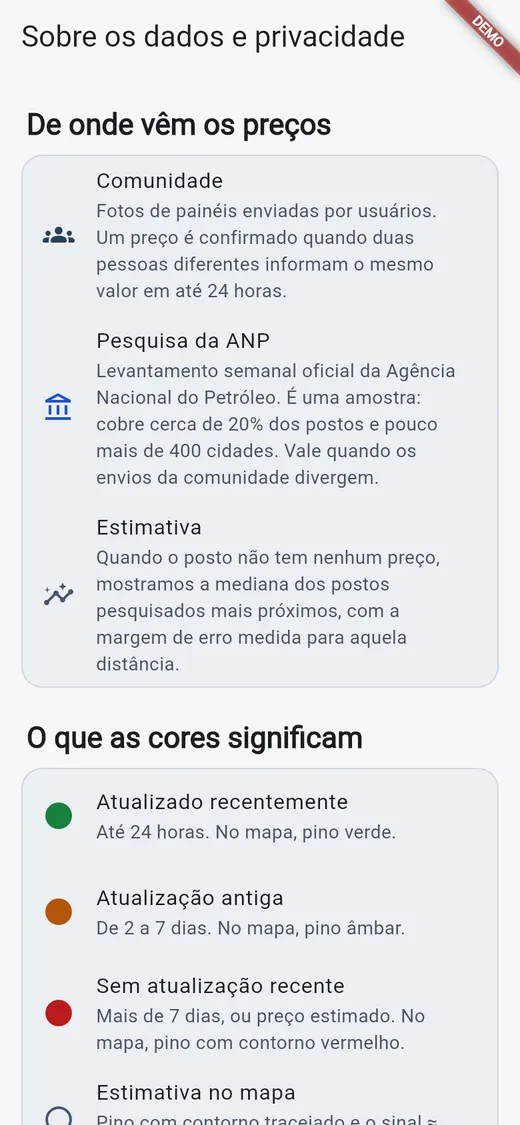 Sobre os dados e privacidade
DEMO
De onde vêm os preços
Comunidade
Fotos de painéis enviadas por usuários.
Um preço é confirmado quando duas
pessoas diferentes informam o mesmo
valor em até 24 horas.
Pesquisa da ANP
Levantamento semanal oficial da Agência
Nacional do Petróleo. É uma amostra:
cobre cerca de 20% dos postos e pouco
mais de 400 cidades. Vale quando os
envios da comunidade divergem.
Estimativa
Quando o posto não tem nenhum preço,
mostramos a mediana dos postos
pesquisados mais próximos, com a
margem de erro medida para aquela
distância.
O que as cores significam
Atualizado recentemente
Até 24 horas. No mapa, pino verde.
Atualização antiga
De 2 a 7 dias. No mapa, pino âmbar.
Sem atualização recente
Mais de 7 dias, ou preço estimado. No
mapa, pino com contorno vermelho.
Estimativa no mapa
Pino com contorno tracejado e o sinal ≈